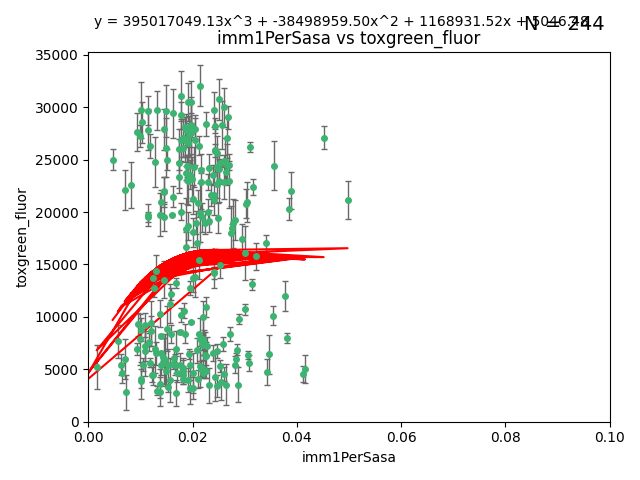 y = 395017049.13x^3 + -38498959.50x^2 + 1168931.52x + 5046.48
N = 244
imm1PerSasa vs toxgreen_fluor
35000
30000
25000
20000
15000
10000
5000
0
toxgreen_fluor
0.00 0.02 0.04 0.06 0.08 0.10
imm1PerSasa